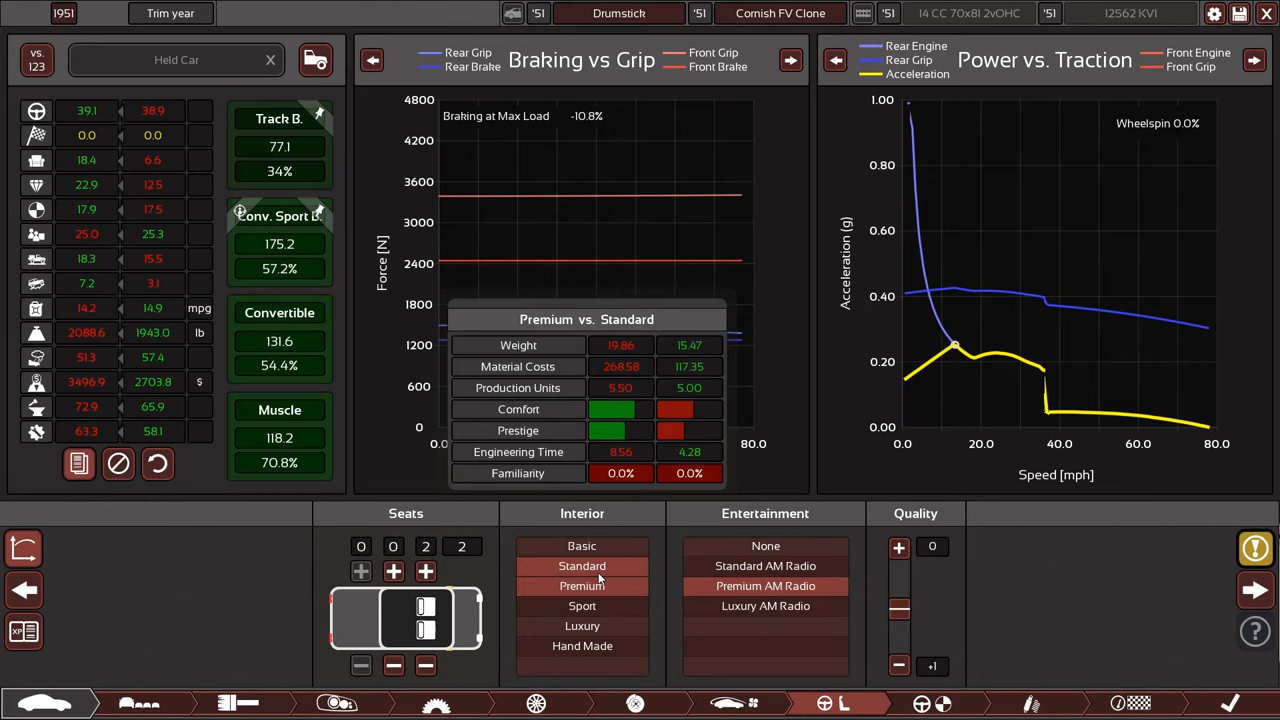 1951
Trim year
'51
Drumstick
'51
Cornish FV Clone
'51
I4 CC 70x81 2vOHC
'51
12562 KVI
vs.
123
Held Car
X
39.1 38.9
0.0 0.0
18.4 6.6
22.9 12.5
17.9 17.5
25.0 25.3
18.3 15.5
7.2 3.1
14.2 14.9 mpg
2088.6 1943.0 lb
51.3 57.4
3496.9 2703.8 $
72.9 65.9
63.3 58.1
Track B.
77.1
34%
Conv. Sport B.
175.2
57.2%
Convertible
131.6
54.4%
Muscle
118.2
70.8%
Rear Grip
Rear Brake
Braking vs Grip
Front Grip
Front Brake
Braking at Max Load -10.8%
4800
4200
3600
3000
2400
1800
1200
600
0
Force [N]
0.0 80.0
Premium vs. Standard
Weight 19.86 15.47
Material Costs 268.58 117.35
Production Units 5.50 5.00
Comfort
Prestige
Engineering Time 8.56 4.28
Familiarity 0.0% 0.0%
Rear Engine
Rear Grip
Acceleration
Power vs. Traction
Front Engine
Front Grip
Wheelspin 0.0%
1.00
0.80
0.60
0.40
0.20
0.00
Acceleration (g)
0.0 20.0 40.0 60.0 80.0
Speed [mph]
Seats
0 0 2 2
Interior
Basic
Standard
Premium
Sport
Luxury
Hand Made
Entertainment
None
Standard AM Radio
Premium AM Radio
Luxury AM Radio
Quality
0
+1
XP